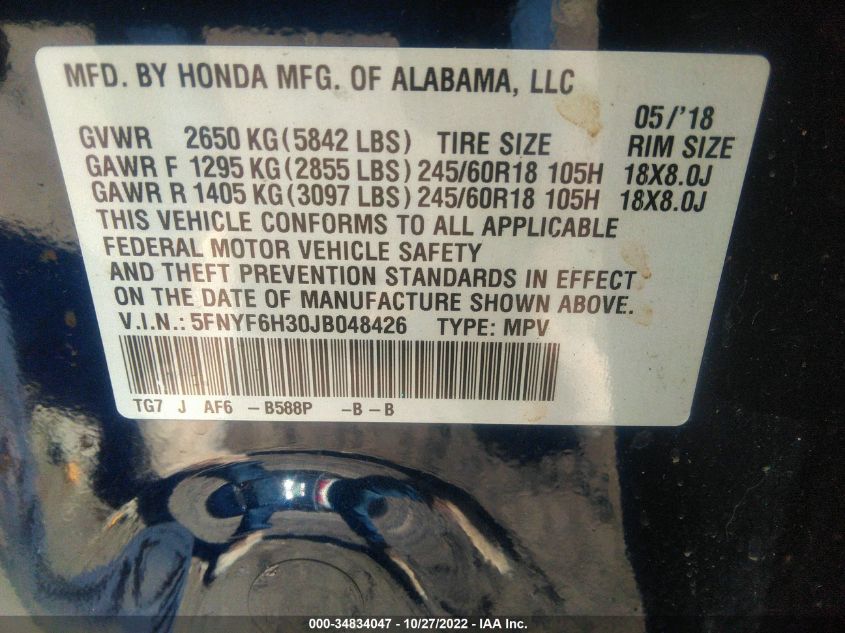 MFD. BY HONDA MFG. OF ALABAMA, LLC
05/'18
GVWR 2650 KG(5842 LBS) TIRE SIZE RIM SIZE
GAWR F 1295 KG(2855 LBS) 245/60R18 105H 18X8.0J
GAWR R 1405 KG(3097 LBS) 245/60R18 105H 18X8.0J
THIS VEHICLE CONFORMS TO ALL APPLICABLE
FEDERAL MOTOR VEHICLE SAFETY
AND THEFT PREVENTION STANDARDS IN EFFECT
ON THE DATE OF MANUFACTURE SHOWN ABOVE.
V.I.N.: 5FNYF6H30JB048426 TYPE: MPV
TG7 J AF6 -B588P -B-B
000-34834047 - 10/27/2022 - IAA Inc.